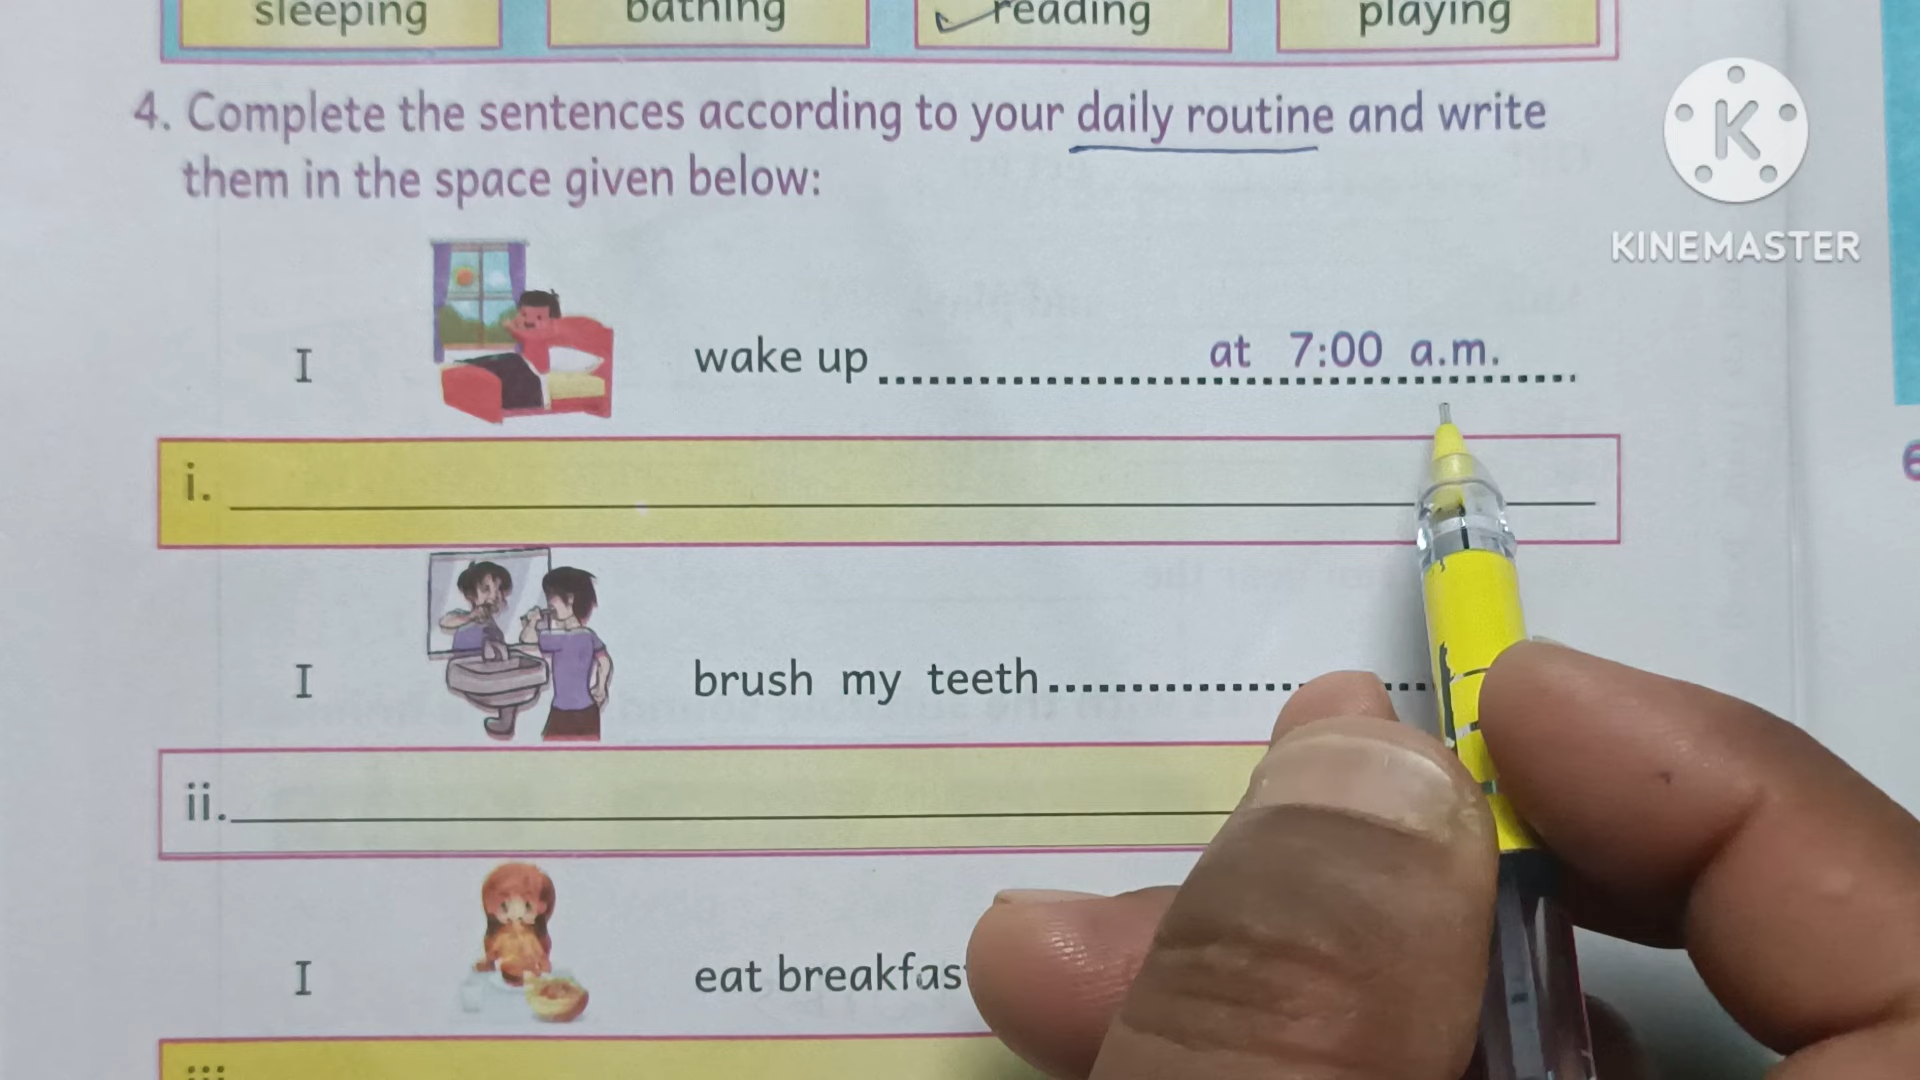 sleeping bathing reading playing
4. Complete the sentences according to your daily routine and write
them in the space given below:
K
KINEMASTER
I wake up at 7:00 a.m.
i.
I brush my teeth
ii.
I eat breakfas
iii